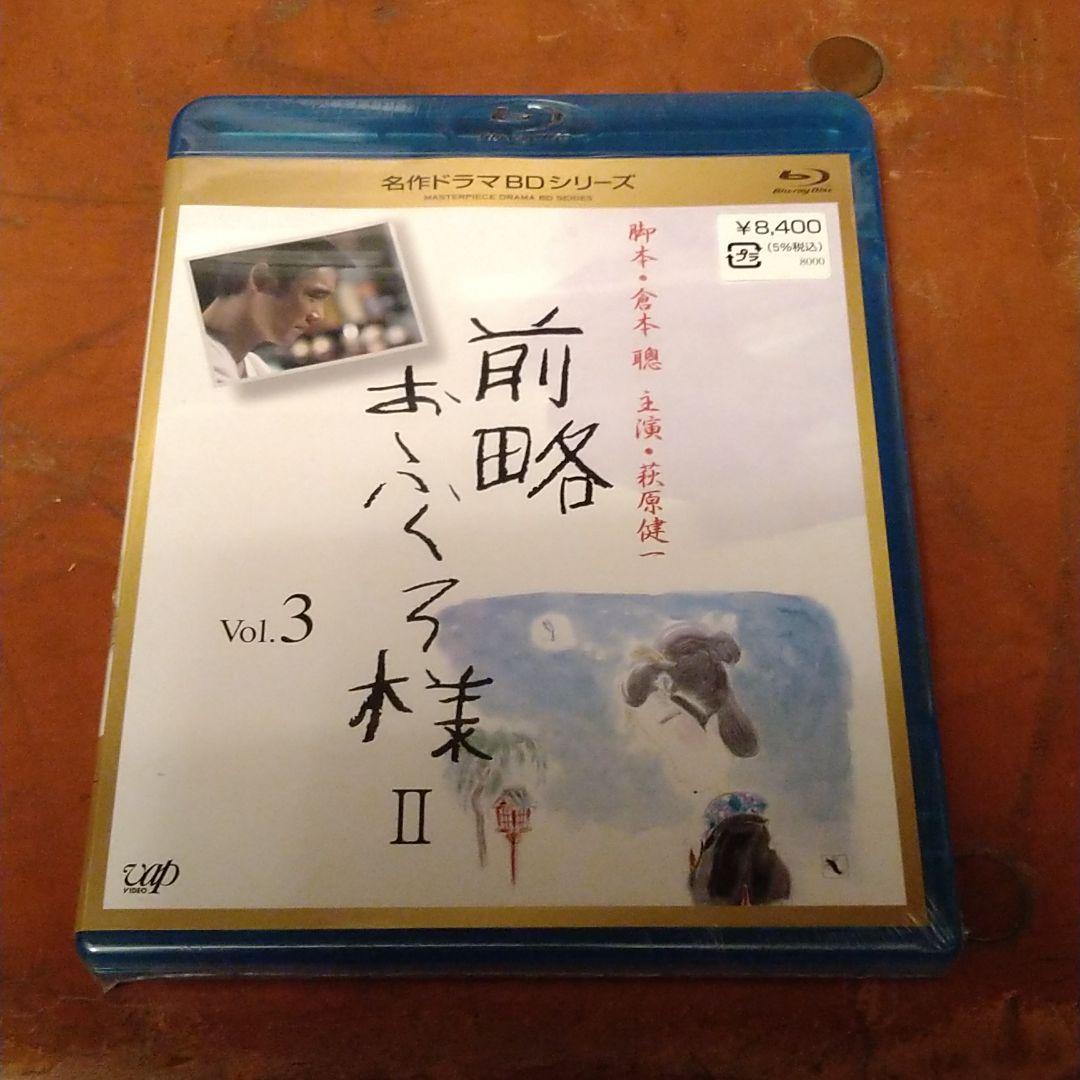 名作ドラマBDシリーズ
MASTERPIECE DRAMA BD SERIES
Blu-ray Disc
¥8,400
プラ
(5%税込)
8000
脚本・倉本 聰 主演・萩原健一
前略
おふくろ様
II
Vol.3
vap
VIDEO